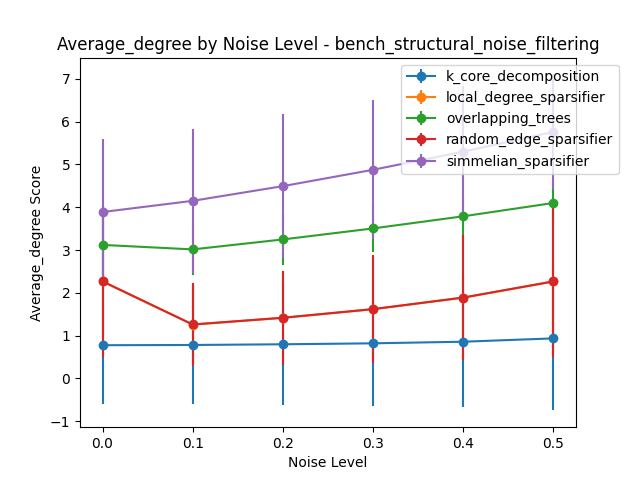 Average_degree by Noise Level - bench_structural_noise_filtering
k_core_decomposition
local_degree_sparsifier
overlapping_trees
random_edge_sparsifier
simmelian_sparsifier
Average_degree Score
7
6
5
4
3
2
1
0
−1
0.0 0.1 0.2 0.3 0.4 0.5
Noise Level